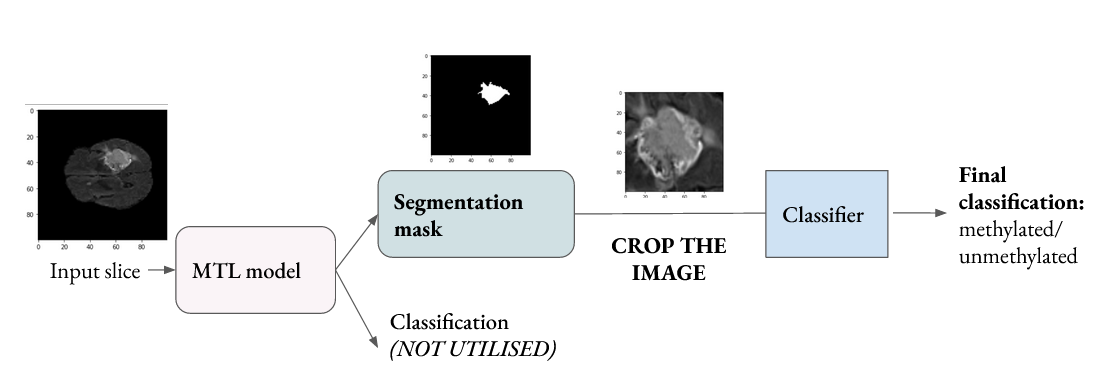 0
20
40
60
80
0 20 40 60 80
Input slice
MTL model
0
20
40
60
80
0 20 40 60 80
Segmentation
mask
Classification
(NOT UTILISED)
0
20
40
60
80
0 20 40 60 80
CROP THE
IMAGE
Classifier
Final
classification:
methylated/
unmethylated